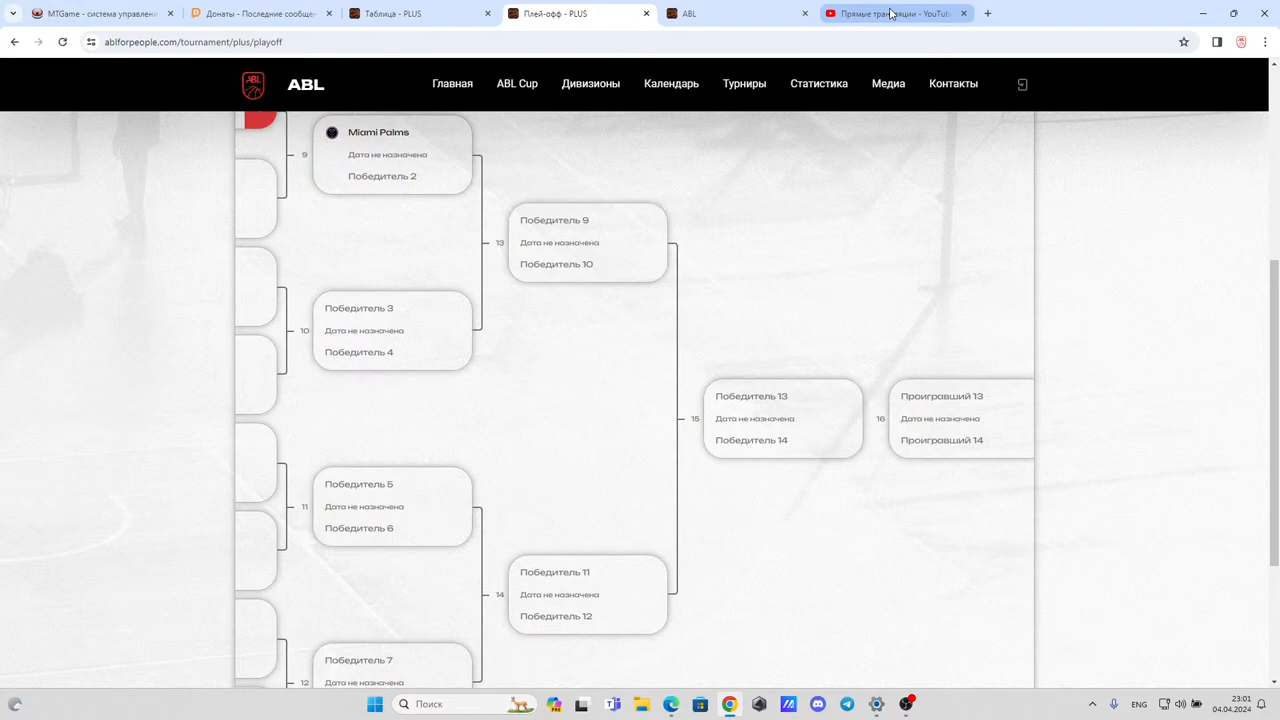 MTGame - система управлени
Донаты - Последние сообщен
Таблица - PLUS
Плей-офф - PLUS
ABL
Прямые трансляции - YouTub
ablforpeople.com/tournament/plus/playoff
ABL
ABL
Главная
ABL Cup
Дивизионы
Календарь
Турниры
Статистика
Медиа
Контакты
Miami Palms
9
Дата не назначена
Победитель 2
Победитель 9
13
Дата не назначена
Победитель 10
Победитель 3
10
Дата не назначена
Победитель 4
Победитель 13
Проигравший 13
15
Дата не назначена
16
Дата не назначена
Победитель 14
Проигравший 14
Победитель 5
11
Дата не назначена
Победитель 6
Победитель 11
14
Дата не назначена
Победитель 12
Победитель 7
12
Дата не назначена
Поиск
ENG
23:01
04.04.2024